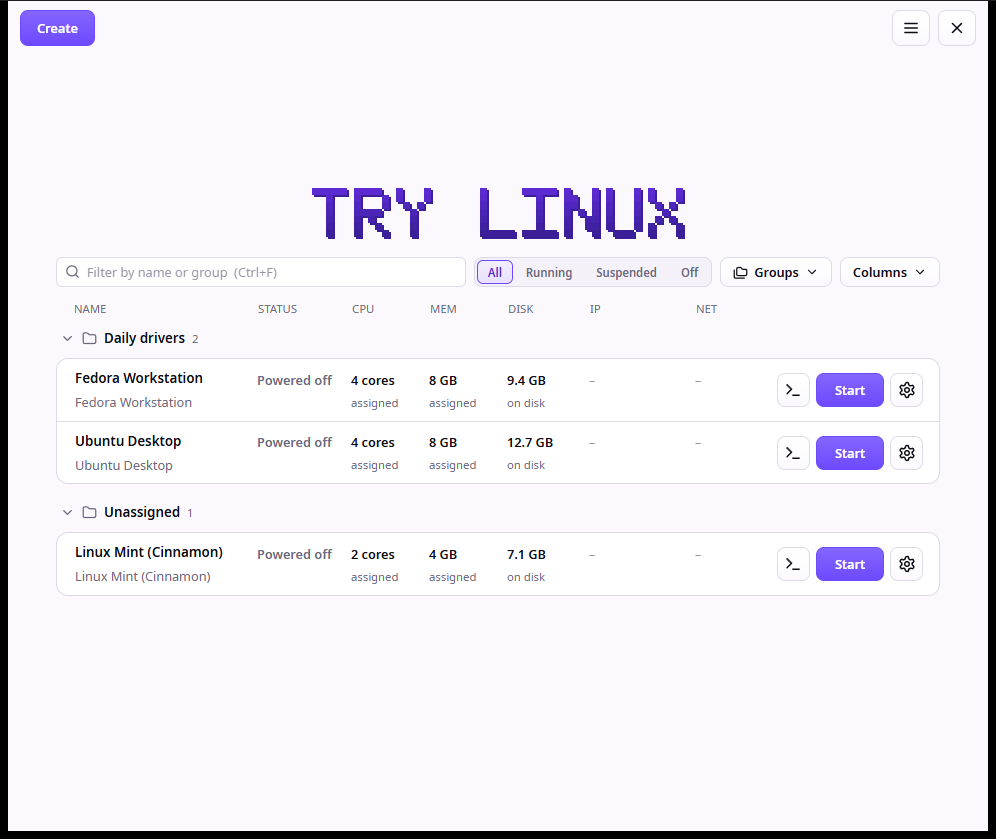 Create
TRY LINUX
Filter by name or group (Ctrl+F)
All Running Suspended Off Groups Columns
NAME STATUS CPU MEM DISK IP NET
Daily drivers 2
Fedora Workstation Powered off 4 cores 8 GB 9.4 GB – – >_ Start
Fedora Workstation assigned assigned on disk
Ubuntu Desktop Powered off 4 cores 8 GB 12.7 GB – – >_ Start
Ubuntu Desktop assigned assigned on disk
Unassigned 1
Linux Mint (Cinnamon) Powered off 2 cores 4 GB 7.1 GB – – >_ Start
Linux Mint (Cinnamon) assigned assigned on disk